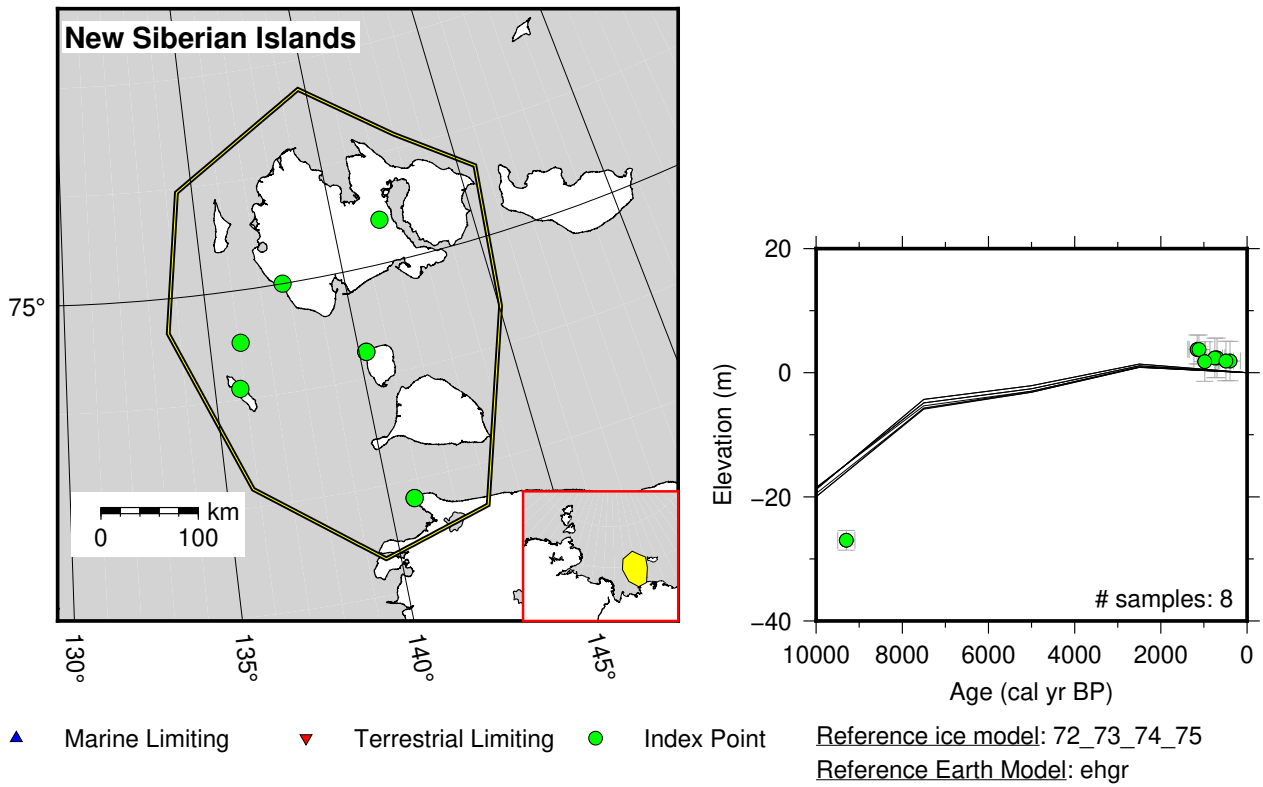 New Siberian Islands
75°
km
0 100
130° 135° 140° 145°
20
0
−20
−40
Elevation (m)
# samples: 8
10000 8000 6000 4000 2000 0
Age (cal yr BP)
Marine Limiting Terrestrial Limiting Index Point
Reference ice model: 72_73_74_75
Reference Earth Model: ehgr